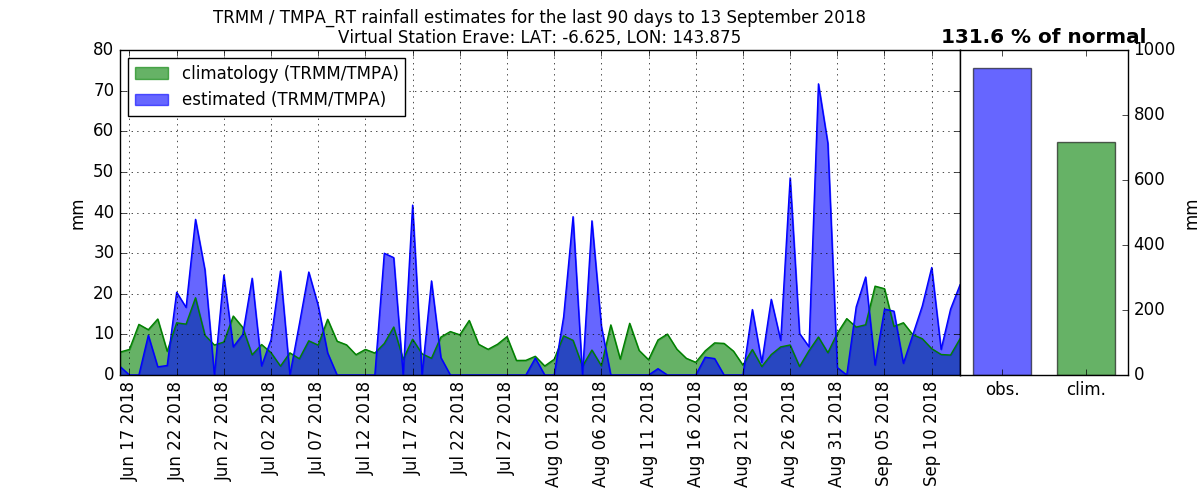 TRMM / TMPA_RT rainfall estimates for the last 90 days to 13 September 2018
Virtual Station Erave: LAT: -6.625, LON: 143.875
131.6 % of normal
climatology (TRMM/TMPA)
estimated (TRMM/TMPA)
mm
80
70
60
50
40
30
20
10
0
Jun 17 2018
Jun 22 2018
Jun 27 2018
Jul 02 2018
Jul 07 2018
Jul 12 2018
Jul 17 2018
Jul 22 2018
Jul 27 2018
Aug 01 2018
Aug 06 2018
Aug 11 2018
Aug 16 2018
Aug 21 2018
Aug 26 2018
Aug 31 2018
Sep 05 2018
Sep 10 2018
obs.
clim.
1000
800
600
400
200
0
mm